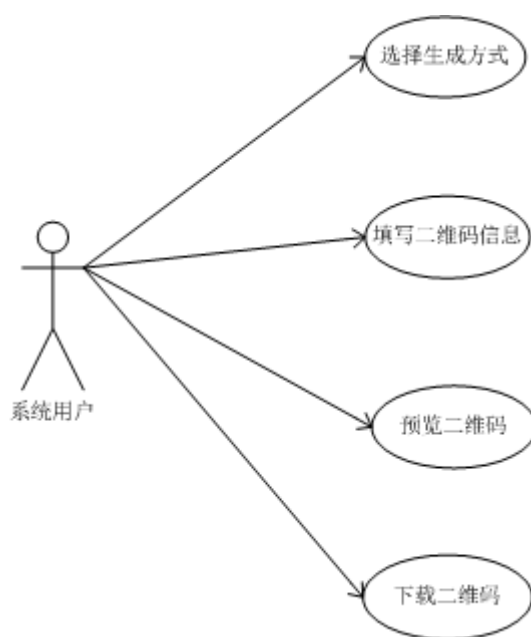 选择生成方式
填写二维码信息
系统用户
预览二维码
下载二维码